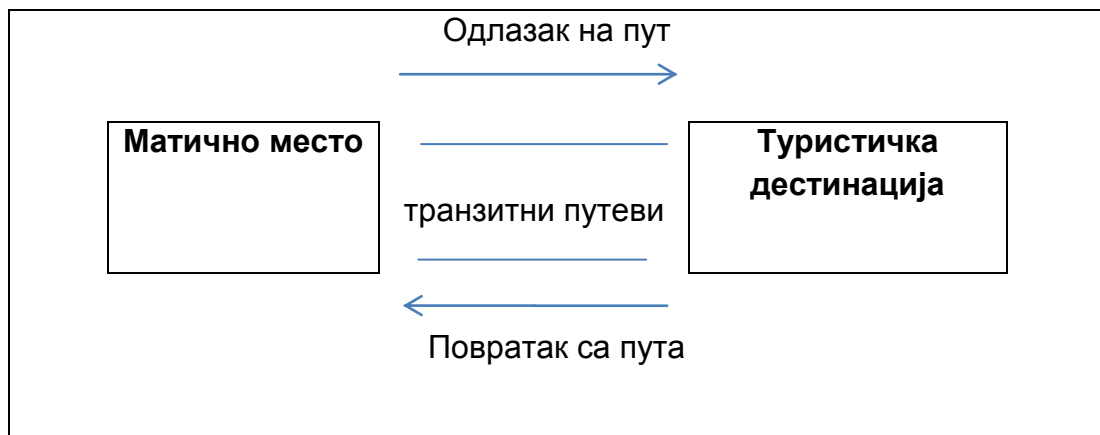 Одлазак на пут
Матично место
Туристичка
дестинација
транзитни путеви
Повратак са пута